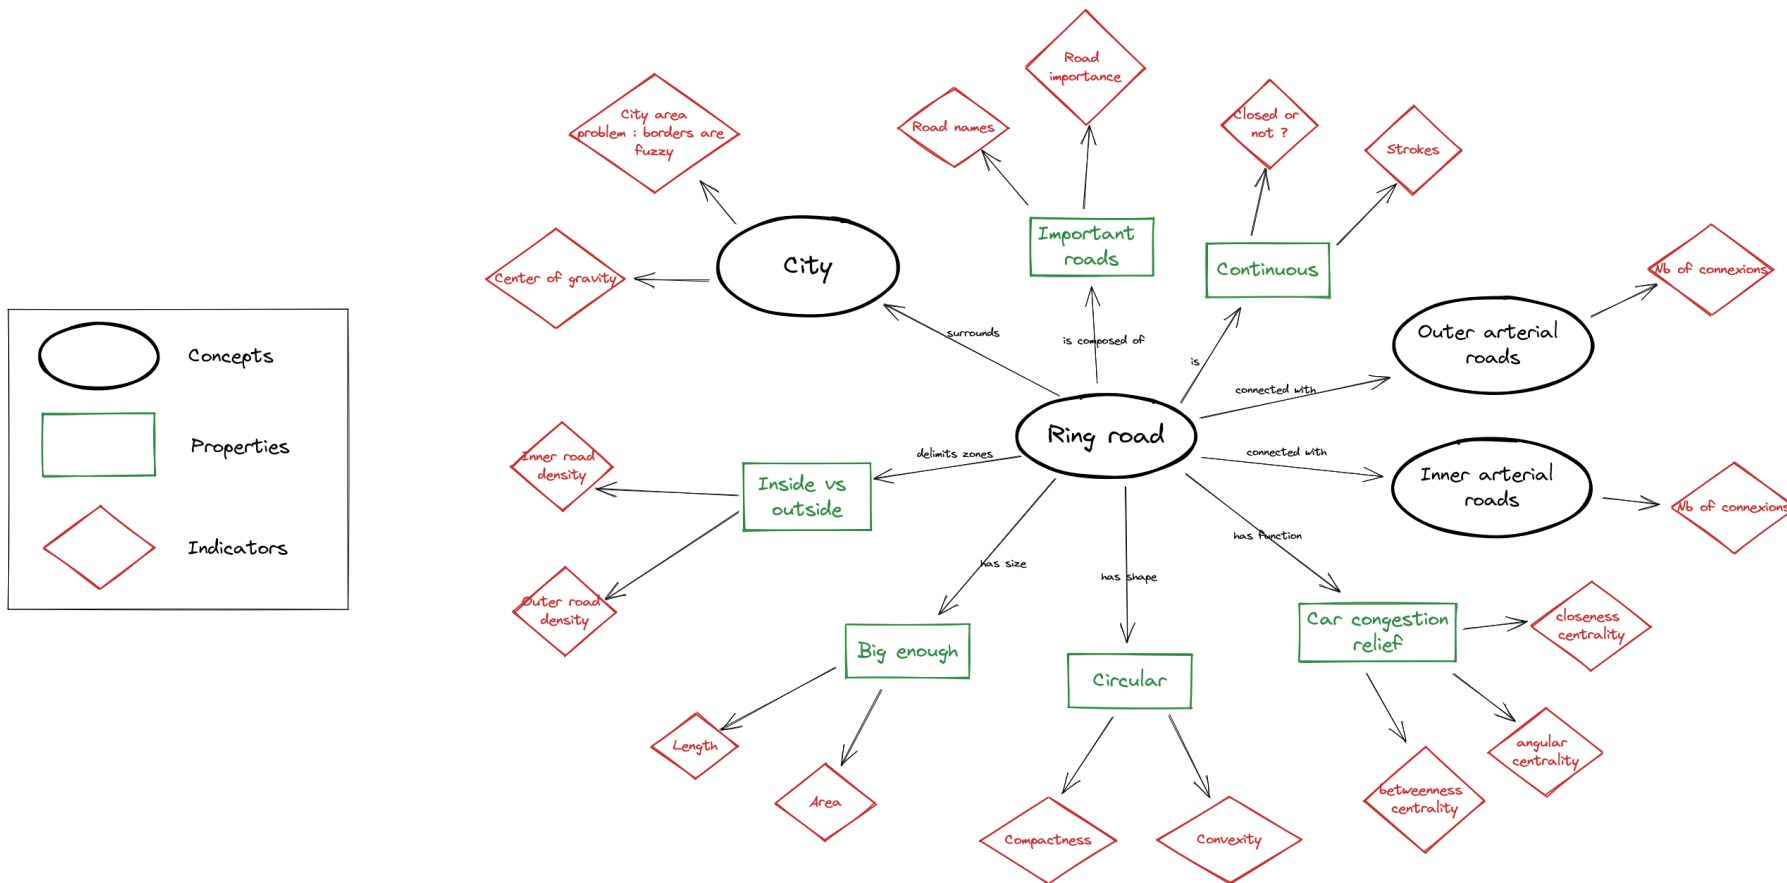 Road
importance
City area
problem : borders are
fuzzy
Road names
Closed or
not ?
Strokes
Important
roads
City
Center of gravity
Continuous
Nb of connexions
Outer arterial
roads
surrounds
is composed of
is
connected with
Concepts
Properties
Indicators
Ring road
connected with
Inner arterial
roads
Nb of connexions
delimits zones
Inner road
density
Inside vs
outside
has size
has shape
has function
Outer road
density
Big enough
Circular
Car congestion
relief
closeness
centrality
Length
Area
angular
centrality
betweenness
centrality
Compactness
Convexity